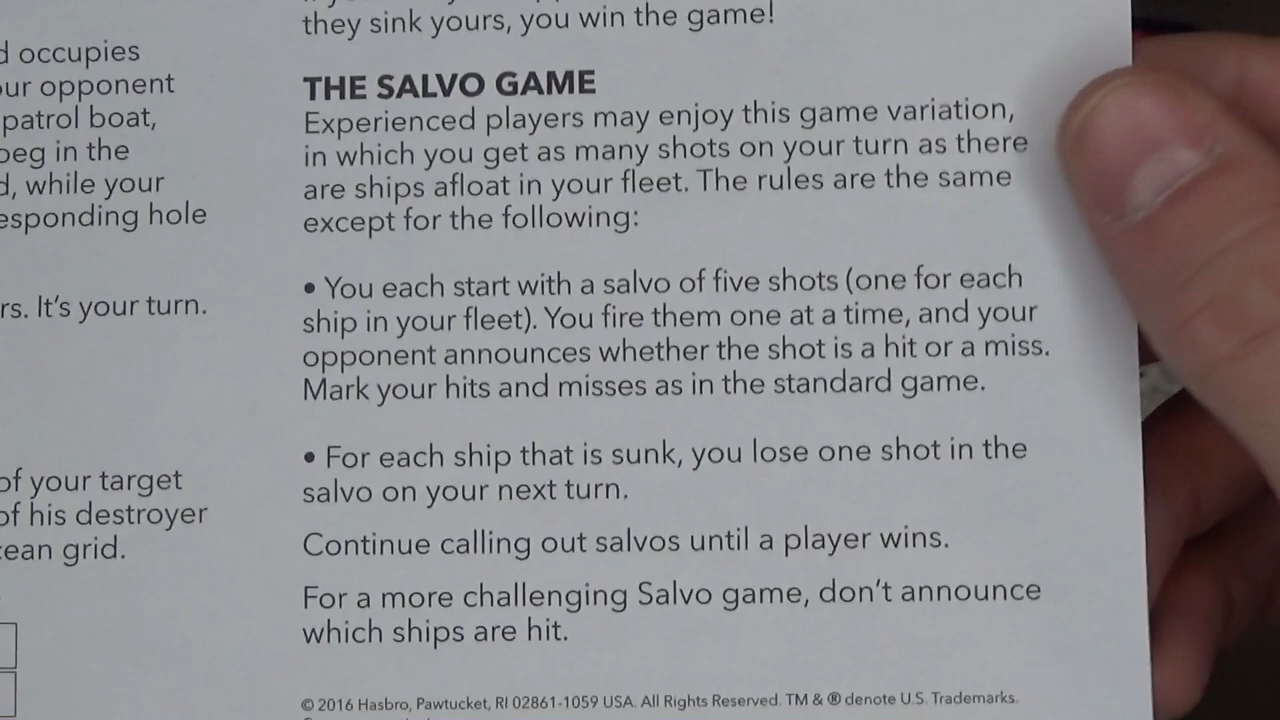 d occupies
ur opponent
patrol boat,
peg in the
d, while your
esponding hole
rs. It's your turn.
of your target
of his destroyer
cean grid.
they sink yours, you win the game!
THE SALVO GAME
Experienced players may enjoy this game variation,
in which you get as many shots on your turn as there
are ships afloat in your fleet. The rules are the same
except for the following:
• You each start with a salvo of five shots (one for each
ship in your fleet). You fire them one at a time, and your
opponent announces whether the shot is a hit or a miss.
Mark your hits and misses as in the standard game.
• For each ship that is sunk, you lose one shot in the
salvo on your next turn.
Continue calling out salvos until a player wins.
For a more challenging Salvo game, don't announce
which ships are hit.
© 2016 Hasbro, Pawtucket, RI 02861-1059 USA. All Rights Reserved. TM & ® denote U.S. Trademarks.